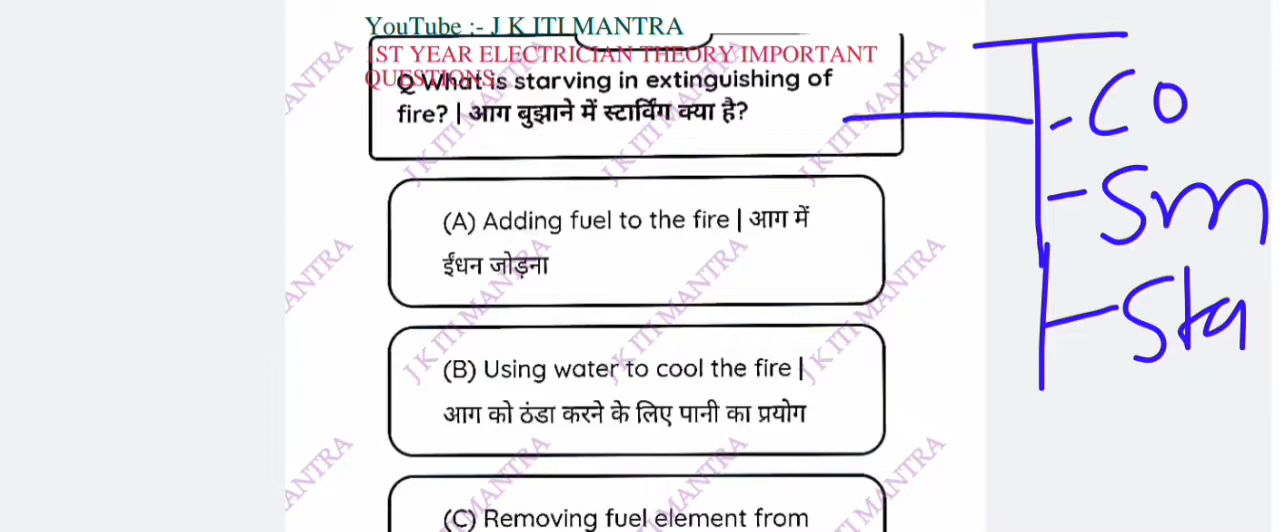 YouTube :- J K ITI MANTRA
1ST YEAR ELECTRICIAN THEORY IMPORTANT
QUESTIONS
Q What is starving in extinguishing of
fire? | आग बुझाने में स्टार्विंग क्या है?
(A) Adding fuel to the fire | आग में
ईंधन जोड़ना
(B) Using water to cool the fire |
आग को ठंडा करने के लिए पानी का प्रयोग
(C) Removing fuel element from
- CO
- Sm
- Sta
J K ITI MANTRA